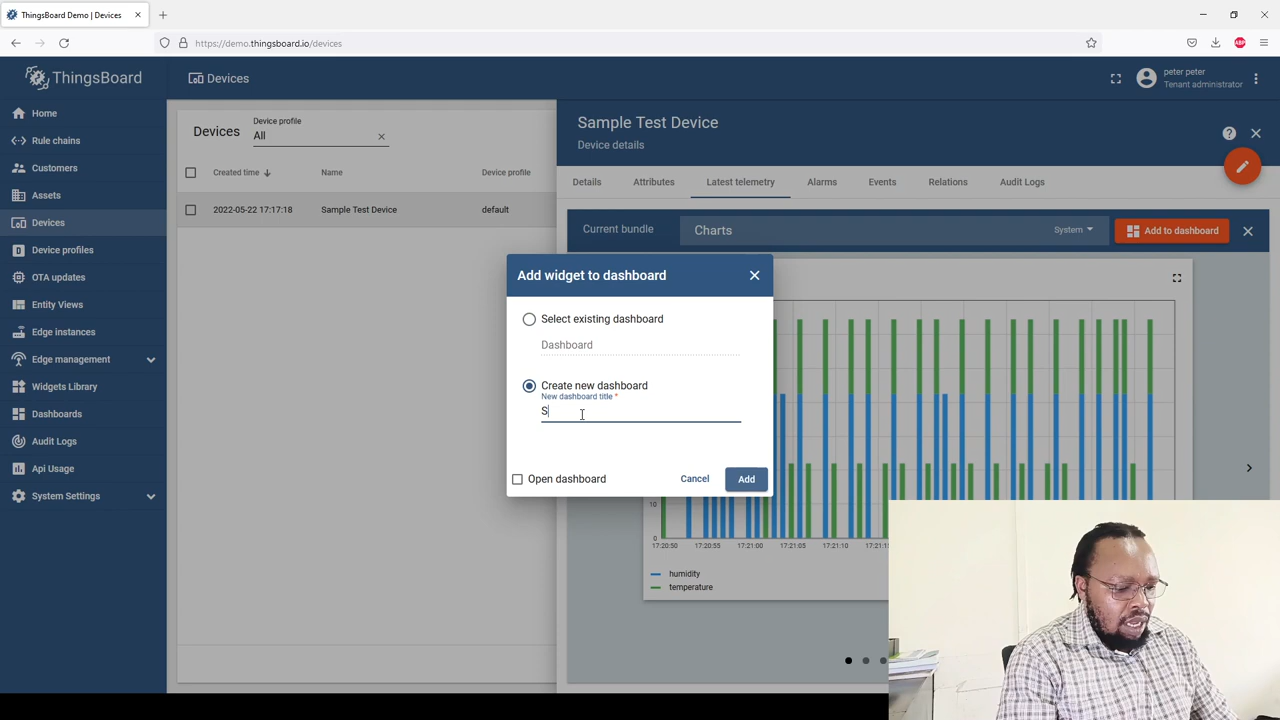 ThingsBoard Demo | Devices
https://demo.thingsboard.io/devices
ABP
ThingsBoard
Devices
peter peter
Tenant administrator
Home
Rule chains
Customers
Assets
Devices
Device profiles
OTA updates
Entity Views
Edge instances
Edge management
Widgets Library
Dashboards
Audit Logs
Api Usage
System Settings
Devices
Device profile
All
Created time
Name
Device profile
2022-05-22 17:17:18
Sample Test Device
default
Sample Test Device
Device details
Details
Attributes
Latest telemetry
Alarms
Events
Relations
Audit Logs
Current bundle
Charts
System
Add to dashboard
Add widget to dashboard
Select existing dashboard
Dashboard
Create new dashboard
New dashboard title *
S
Open dashboard
Cancel
Add
10
0
17:20:50
17:20:55
17:21:00
17:21:05
17:21:10
humidity
temperature